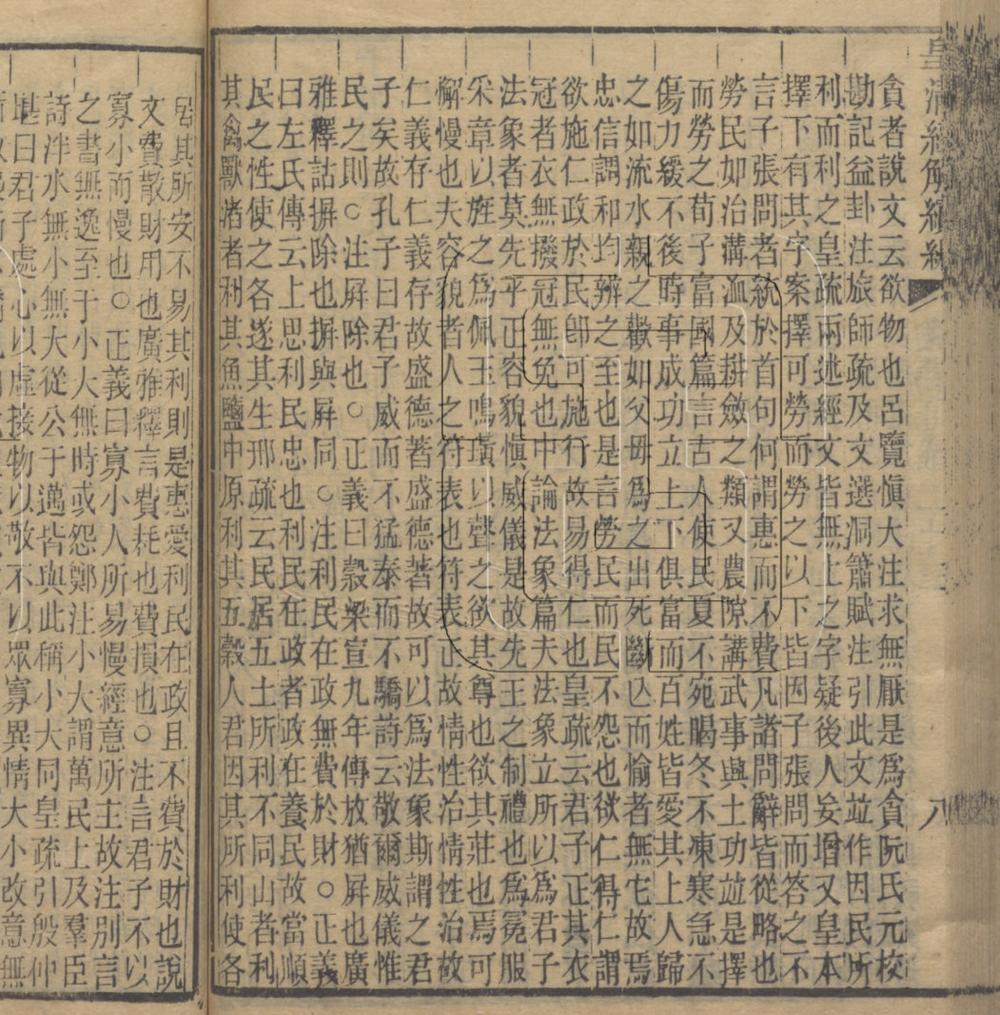 皇清經解續編
八
貪者說文云欲物也呂覽慎大注求無厭是爲貪阮氏元校
勘記益卦注旅師疏及文選洞簫賦注引此文竝作因民所
利而利之皇疏兩述經文皆無上之字疑後人妄增又皇本
擇下有其字案擇可勞而勞之以下皆因子張問而答之不
言子張問者統於首句何謂惠而不費凡諸問辭皆從略也
勞民如治溝洫及耕斂之類又農隙講武事與土功竝是擇
而勞之荀子富國篇言古人使民夏不宛暍冬不凍寒急不
傷力緩不後時事成功立上下俱富而百姓皆愛其上人歸
之如流水親之歡如父母爲之出死斷亾而愉者無它故焉
忠信調和均辨之至也是言勞民而民不怨也欲仁得仁謂
欲施仁政於民卽可施行故易得仁也皇疏云君子正其衣
冠者衣無撥冠無免也中論法象篇夫法象立所以爲君子
法象者莫先乎正容貌慎威儀是故先王之制禮也爲冕服
采章以旌之爲佩玉鳴璜以聲之欲其尊也欲其莊也焉可
懈慢也夫容貌者人之符表也符表正故情性治情性治故
仁義存仁義存故盛德著盛德著故可以爲法象斯謂之君
子矣故孔子曰君子威而不猛泰而不驕詩云敬爾威儀惟
民之則○注屏除也○正義曰穀梁宣九年傳放猶屏也廣
雅釋詁摒除也摒與屏同○注利民在政無費於財○正義
曰左氏傳云上思利民忠也利民在政者政在養民故當順
民之性使之各遂其生邢疏云民居五土所利不同山者利
其禽獸渚者利其魚鹽中原利其五穀人君因其所利使各
居其所安不易其利則是惠愛利民在政且不費於財也說
文費散財用也廣雅釋言費耗也費損也○注言君子不以
寡小而慢也○正義曰寡小人所易慢經意所主故注別言
之書無逸至于小大無時或怨鄭注小大謂萬民上及羣臣
詩泮水無小無大從公于邁皆與此稱小大同皇疏引殷仲
堪曰君子處心以虛接物以敬不以眾寡異情大小改意無